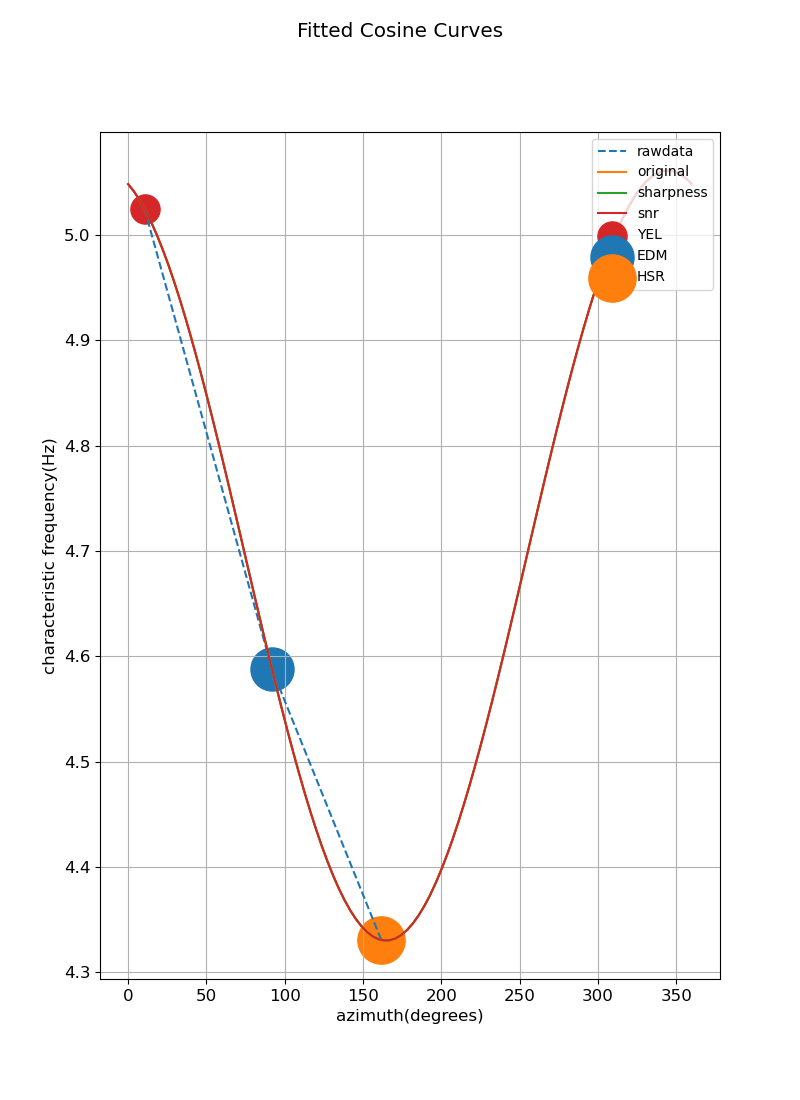 Fitted Cosine Curves
rawdata
original
sharpness
snr
YEL
EDM
HSR
characteristic frequency(Hz)
5.0
4.9
4.8
4.7
4.6
4.5
4.4
4.3
0 50 100 150 200 250 300 350
azimuth(degrees)